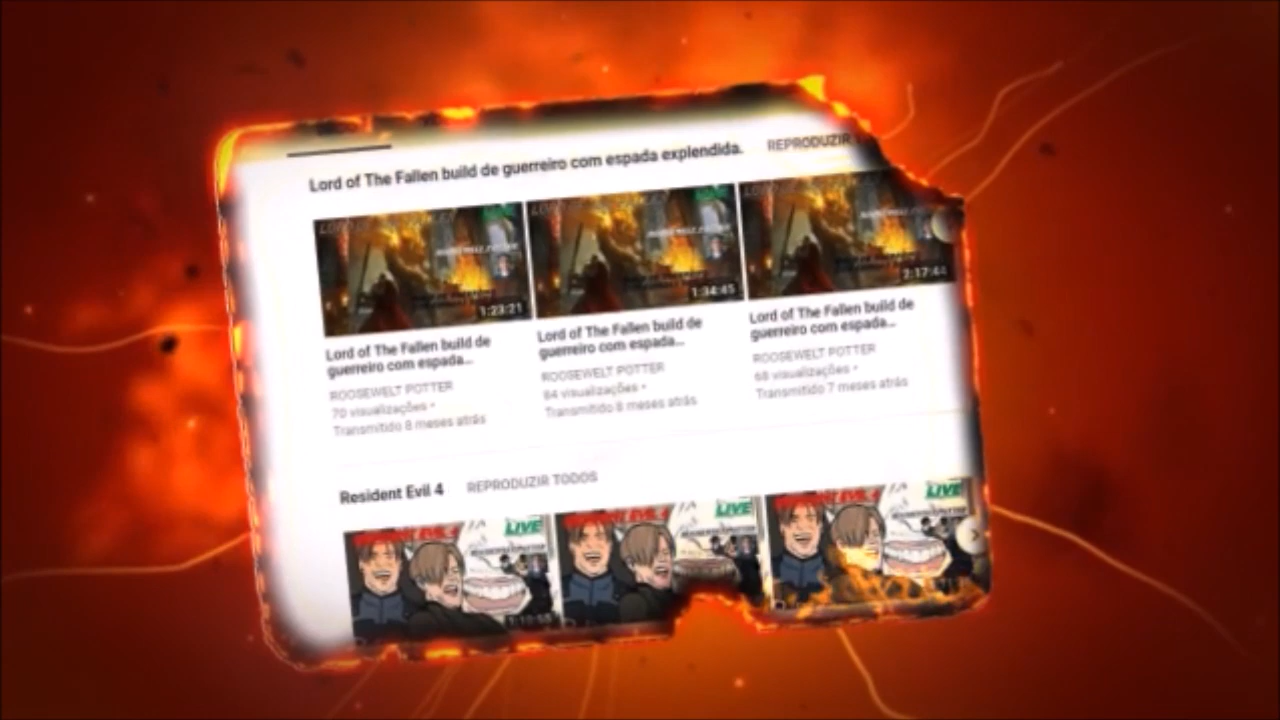 Lord of The Fallen build de guerreiro com espada explendida.
REPRODUZIR
1:23:21
1:34:45
2:17:44
Lord of The Fallen build de
guerreiro com espada...
ROOSEWELT POTTER
70 visualizações •
Transmitido 8 meses atrás
Lord of The Fallen build de
guerreiro com espada...
ROOSEWELT POTTER
84 visualizações •
Transmitido 8 meses atrás
Lord of The Fallen build de
guerreiro com espada...
ROOSEWELT POTTER
68 visualizações •
Transmitido 7 meses atrás
Resident Evil 4
REPRODUZIR TODOS
LIVE
LIVE
LIVE